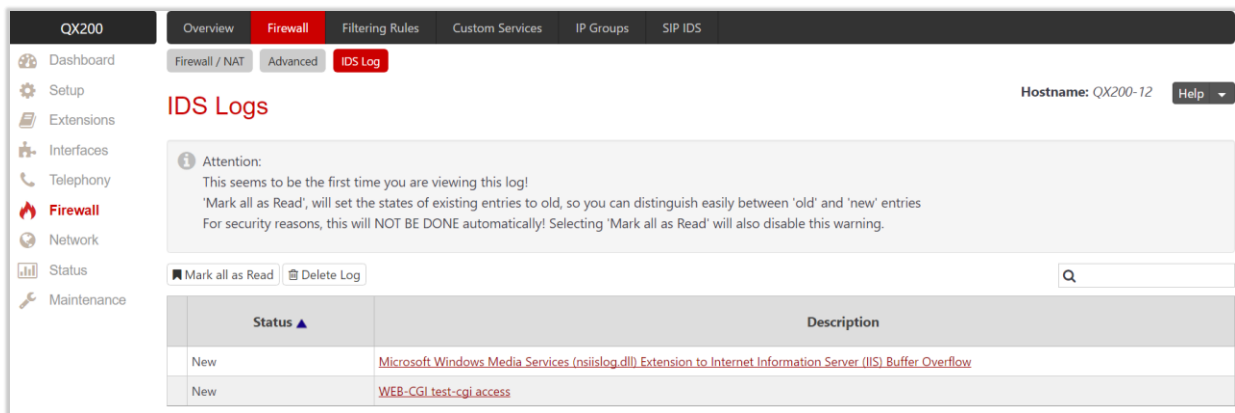 QX200 Overview Firewall Filtering Rules Custom Services IP Groups SIP IDS
Dashboard
Setup
Extensions
Interfaces
Telephony
Firewall
Network
Status
Maintenance
Firewall / NAT Advanced IDS Log
Hostname: QX200-12 Help
IDS Logs
Attention:
This seems to be the first time you are viewing this log!
'Mark all as Read', will set the states of existing entries to old, so you can distinguish easily between 'old' and 'new' entries
For security reasons, this will NOT BE DONE automatically! Selecting 'Mark all as Read' will also disable this warning.
Mark all as Read Delete Log
Status Description
New Microsoft Windows Media Services (nsiislog.dll) Extension to Internet Information Server (IIS) Buffer Overflow
New WEB-CGI test-cgi access